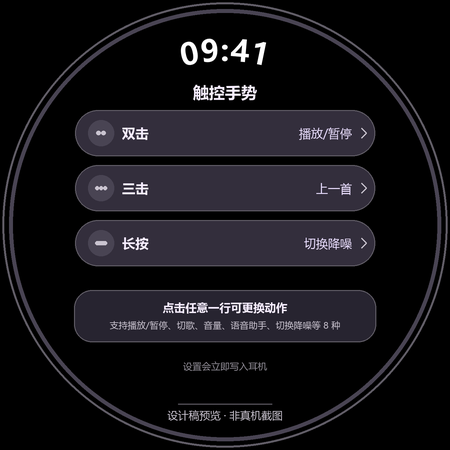 09:41
触控手势
双击 播放/暂停
三击 上一首
长按 切换降噪
点击任意一行可更换动作
支持播放/暂停、切歌、音量、语音助手、切换降噪等 8 种
设置会立即写入耳机
设计稿预览 · 非真机截图